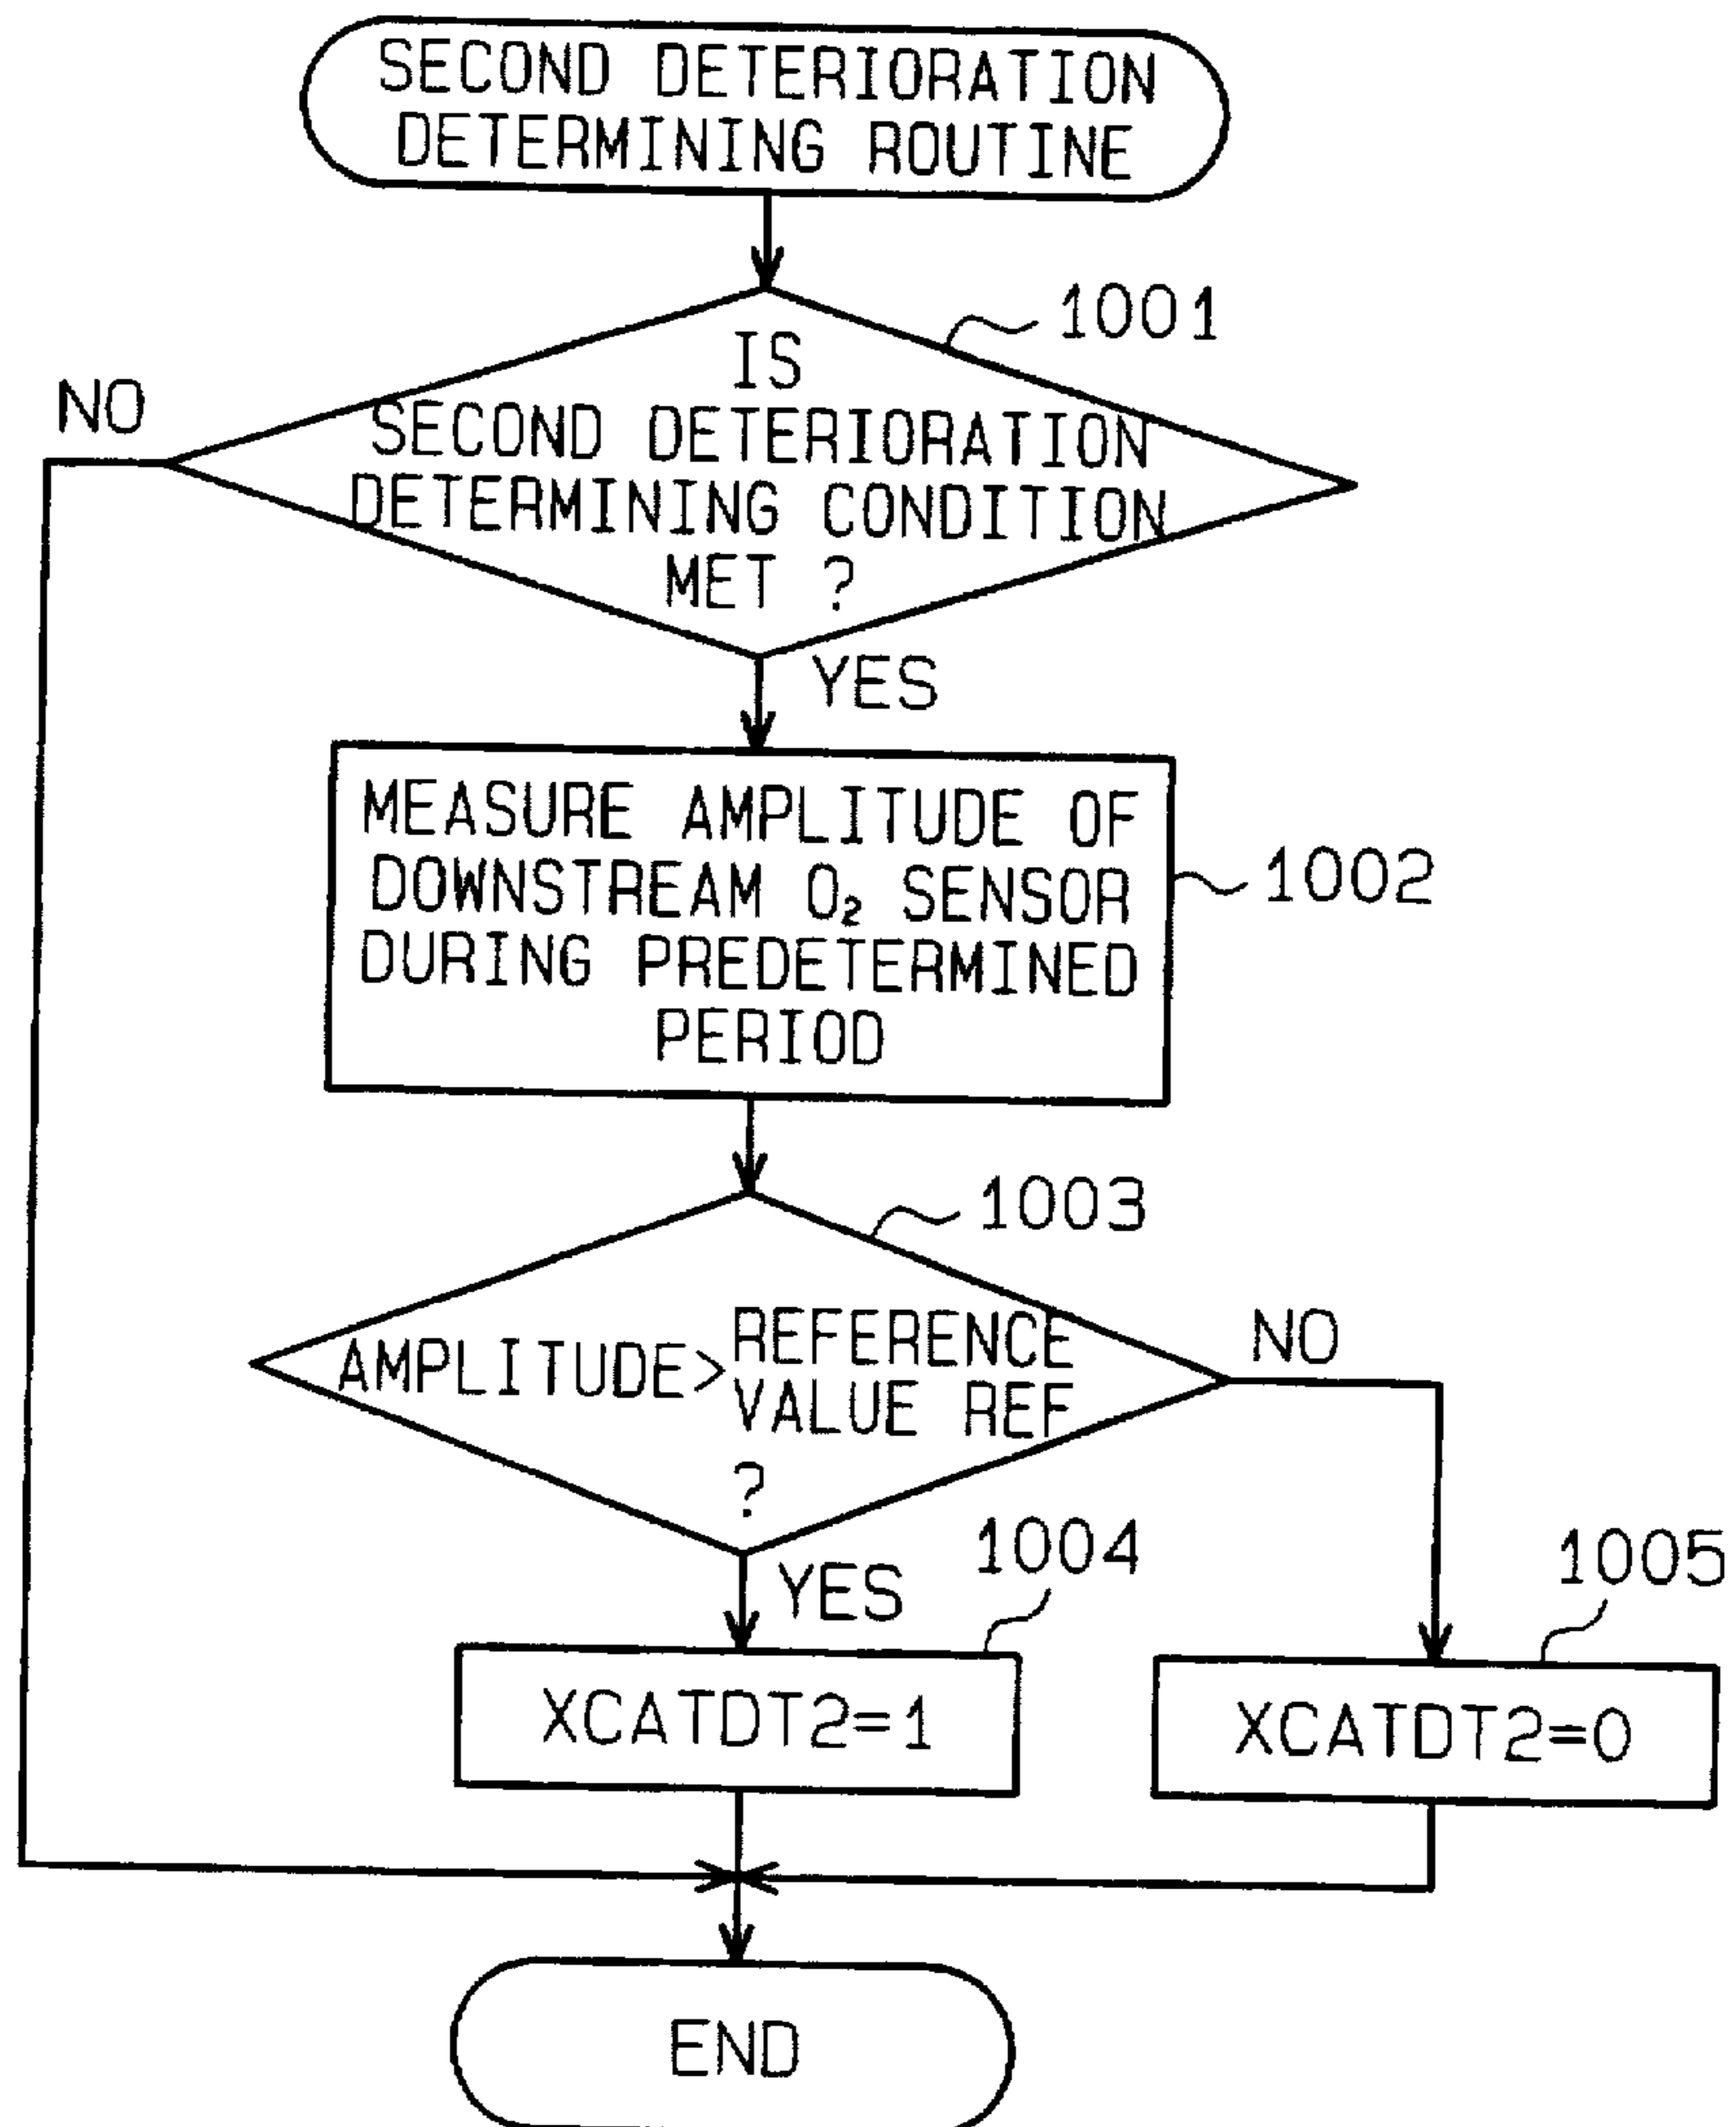 SECOND DETERIORATION
DETERMINING ROUTINE
1001
IS
SECOND DETERIORATION
DETERMINING CONDITION
MET ?
NO
YES
MEASURE AMPLITUDE OF
DOWNSTREAM O₂ SENSOR
DURING PREDETERMINED
PERIOD
1002
1003
AMPLITUDE>REFERENCE
VALUE REF
?
NO
YES
1004
1005
XCATDT2=1
XCATDT2=0
END